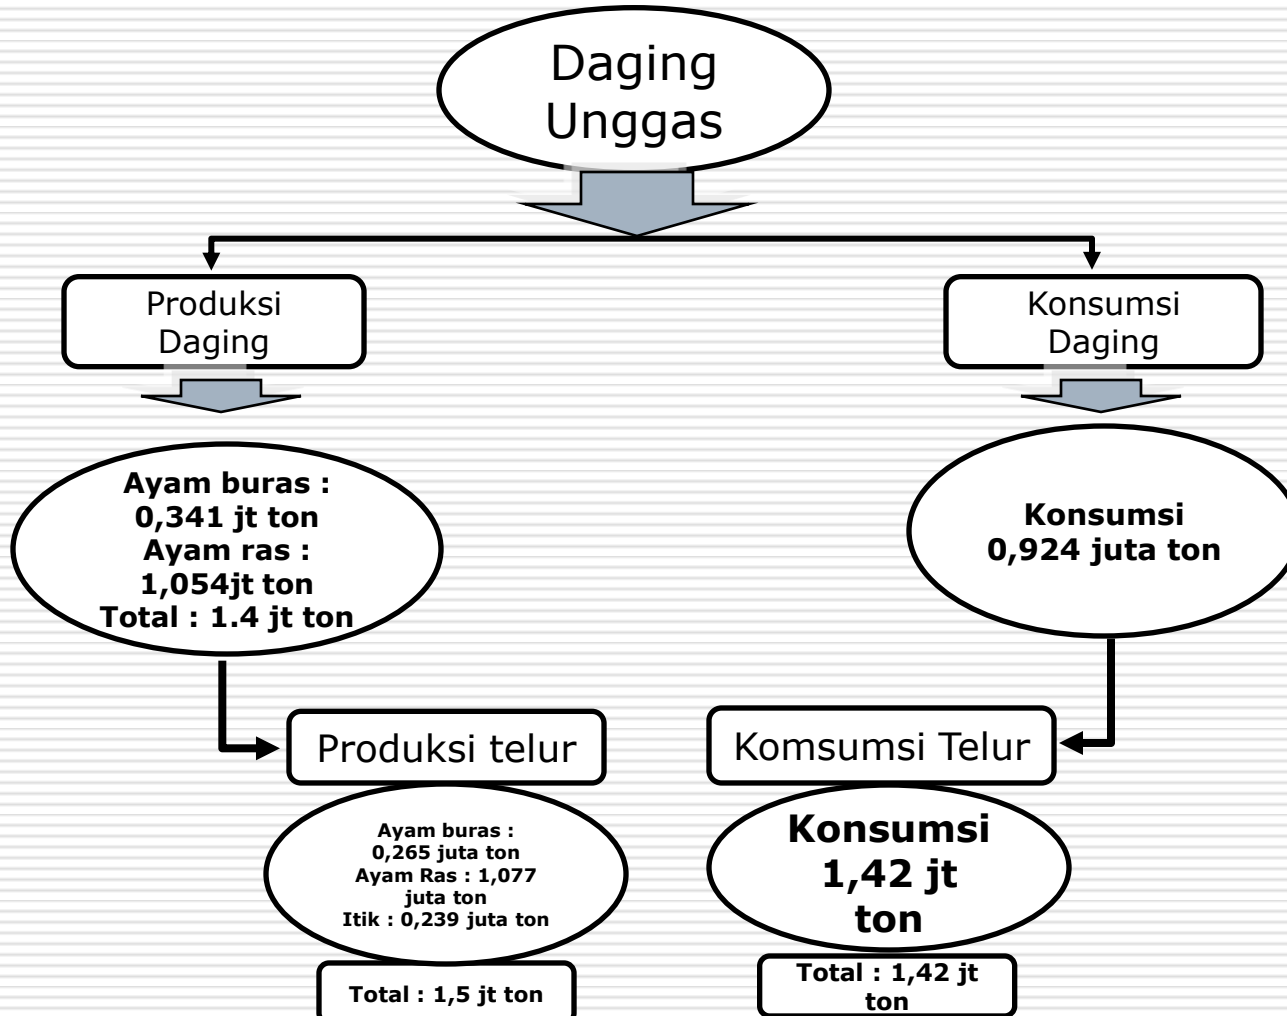 Daging
Unggas
Produksi
Daging
Konsumsi
Daging
Ayam buras :
0,341 jt ton
Ayam ras :
1,054jt ton
Total : 1.4 jt ton
Konsumsi
0,924 juta ton
Produksi telur
Komsumsi Telur
Ayam buras :
0,265 juta ton
Ayam Ras : 1,077
juta ton
Itik : 0,239 juta ton
Konsumsi
1,42 jt
ton
Total : 1,5 jt ton
Total : 1,42 jt
ton